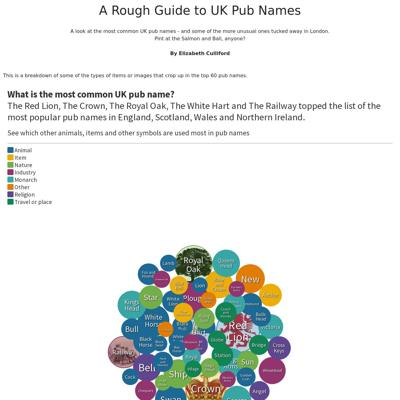 A Rough Guide to UK Pub Names
A look at the most common UK pub names - and some of the more unusual ones tucked away in London.
Pint at the Salmon and Ball, anyone?
By Elizabeth Culliford
This is a breakdown of some of the types of items or images that crop up in the top 60 pub names.
What is the most common UK pub name?
The Red Lion, The Crown, The Royal Oak, The White Hart and The Railway topped the list of the
most popular pub names in England, Scotland, Wales and Northern Ireland.
See which other animals, items and other symbols are used most in pub names
Animal
Item
Nature
Industry
Monarch
Other
Religion
Travel or place
Royal
Oak
Queens
Head
Lamb
New
Lion
Kings
Head
Star
White
Horse
Plough
Bull
Red
Lion
Victoria
Bulls
Head
Globe
Black
Horse
Railway
Station
Bridge
Cross
Keys
Bell
Sun
Ship
Cock
Crown
Angel
Swan